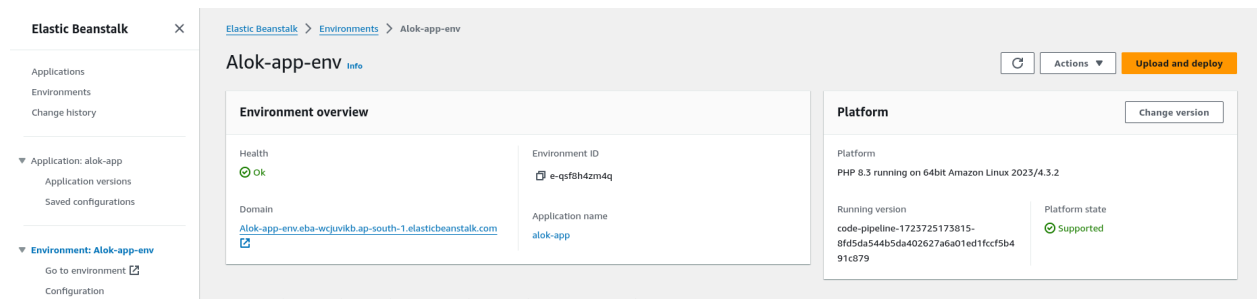 Elastic Beanstalk
Applications
Environments
Change history
Application: alok-app
Application versions
Saved configurations
Environment: Alok-app-env
Go to environment
Configuration
Elastic Beanstalk > Environments > Alok-app-env
Alok-app-env Info
Actions
Upload and deploy
Environment overview
Health
Ok
Environment ID
e-qsf8h4zm4q
Domain
Alok-app-env.eba-wcjuvikb.ap-south-1.elasticbeanstalk.com
Application name
alok-app
Platform
Change version
Platform
PHP 8.3 running on 64bit Amazon Linux 2023/4.3.2
Running version
code-pipeline-1723725173815-
8fd5da544b5da402627a6a01ed1fccf5b4
91c879
Platform state
Supported